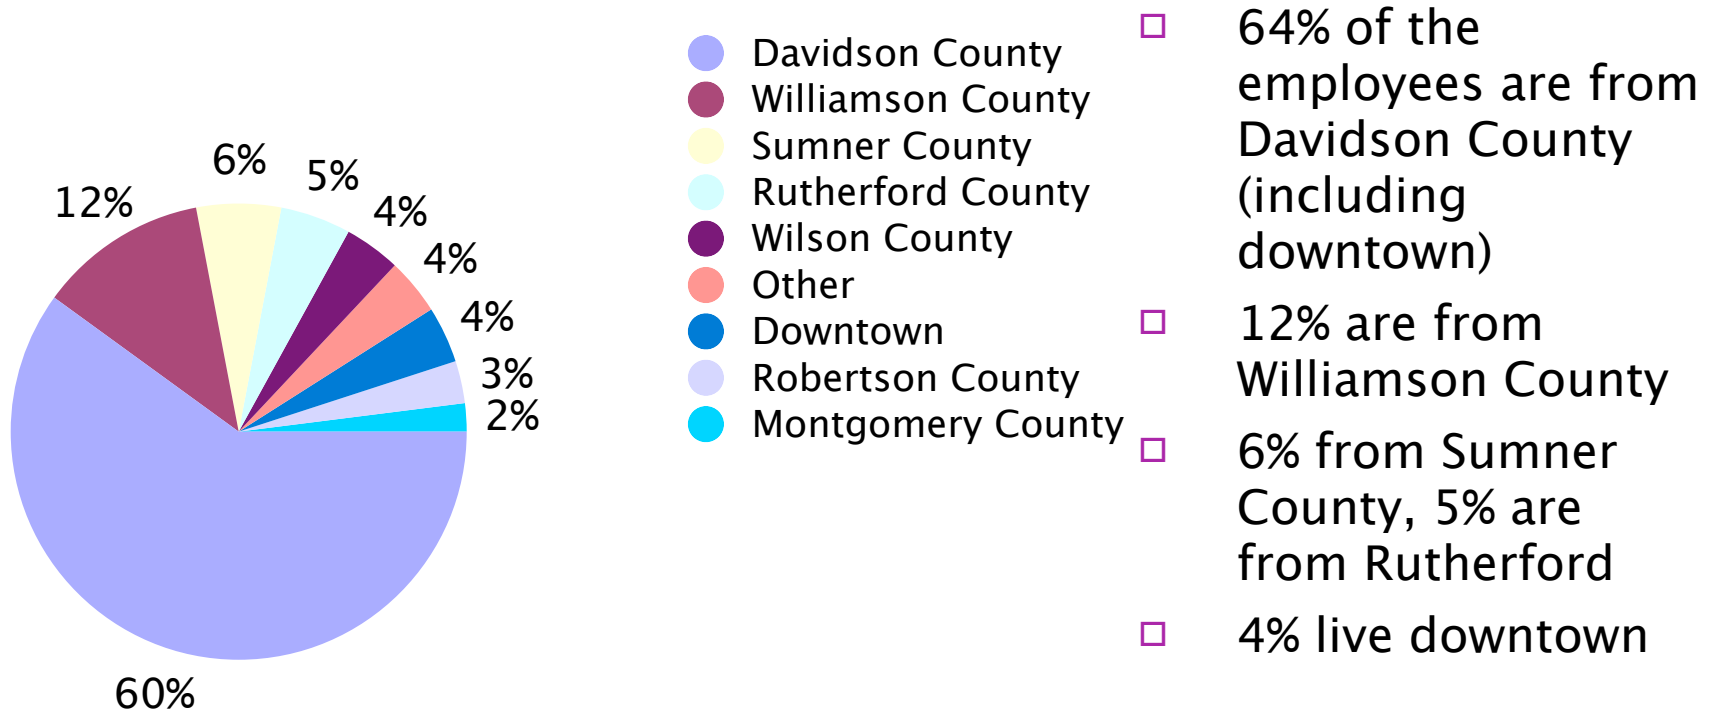 6%
5%
12%
4%
4%
4%
3%
2%
60%
Davidson County
Williamson County
Sumner County
Rutherford County
Wilson County
Other
Downtown
Robertson County
Montgomery County
64% of the
employees are from
Davidson County
(including
downtown)
12% are from
Williamson County
6% from Sumner
County, 5% are
from Rutherford
4% live downtown